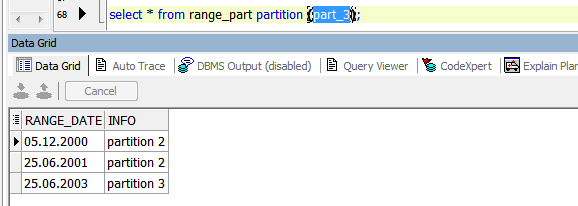 68 select * from range_part partition (part_3);
Data Grid
Data Grid Auto Trace DBMS Output (disabled) Query Viewer CodeXpert Explain Plan
Cancel
RANGE_DATE INFO
05.12.2000 partition 2
25.06.2001 partition 2
25.06.2003 partition 3